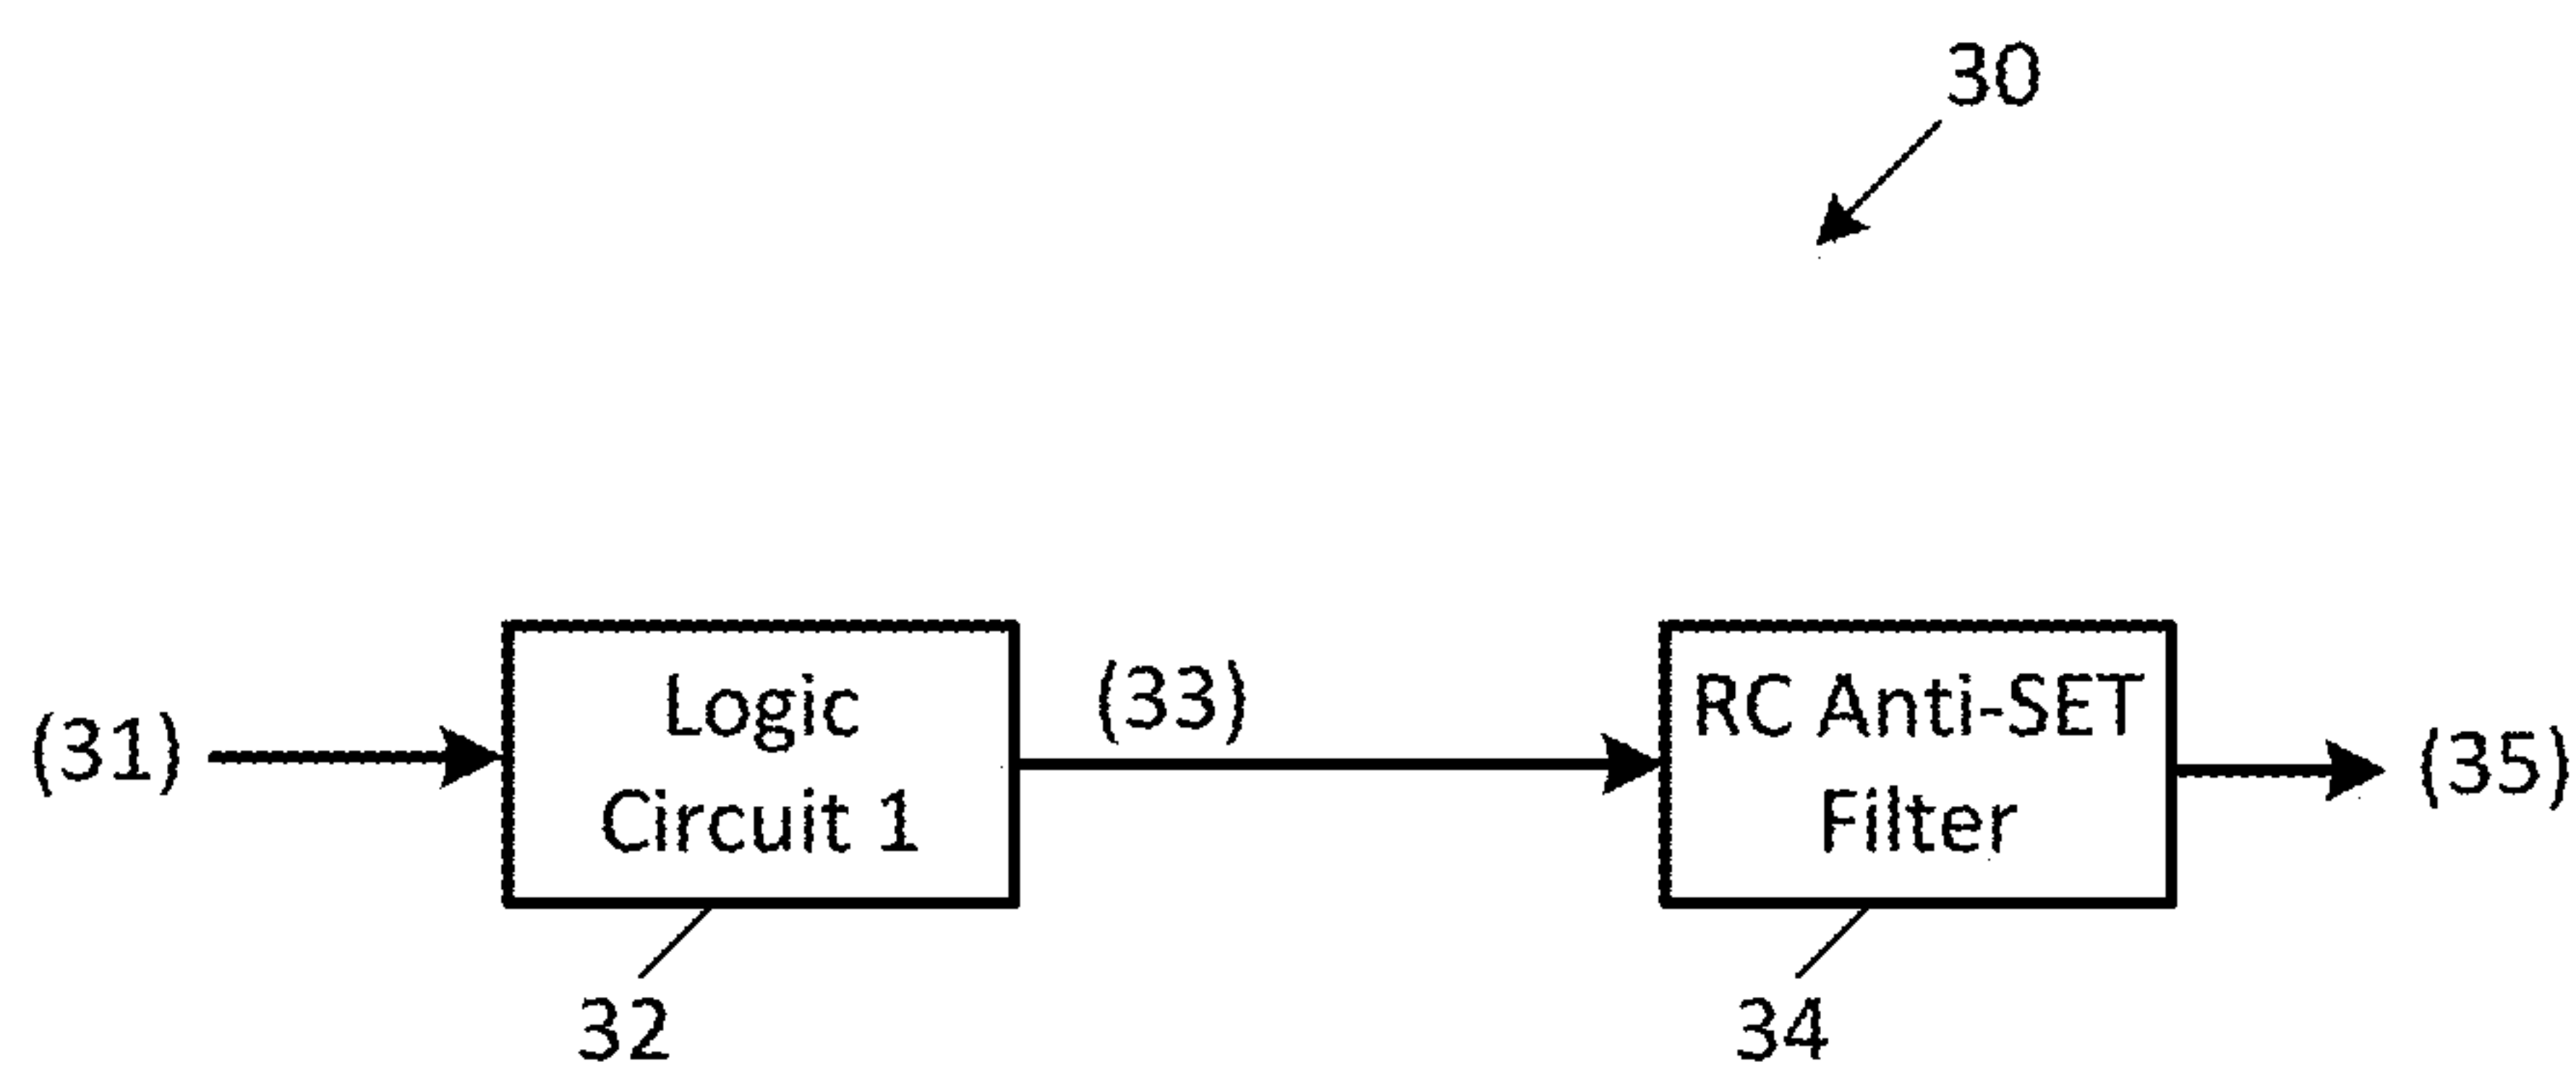 30
(31)
Logic
Circuit 1
(33)
RC Anti-SET
Filter
(35)
32
34